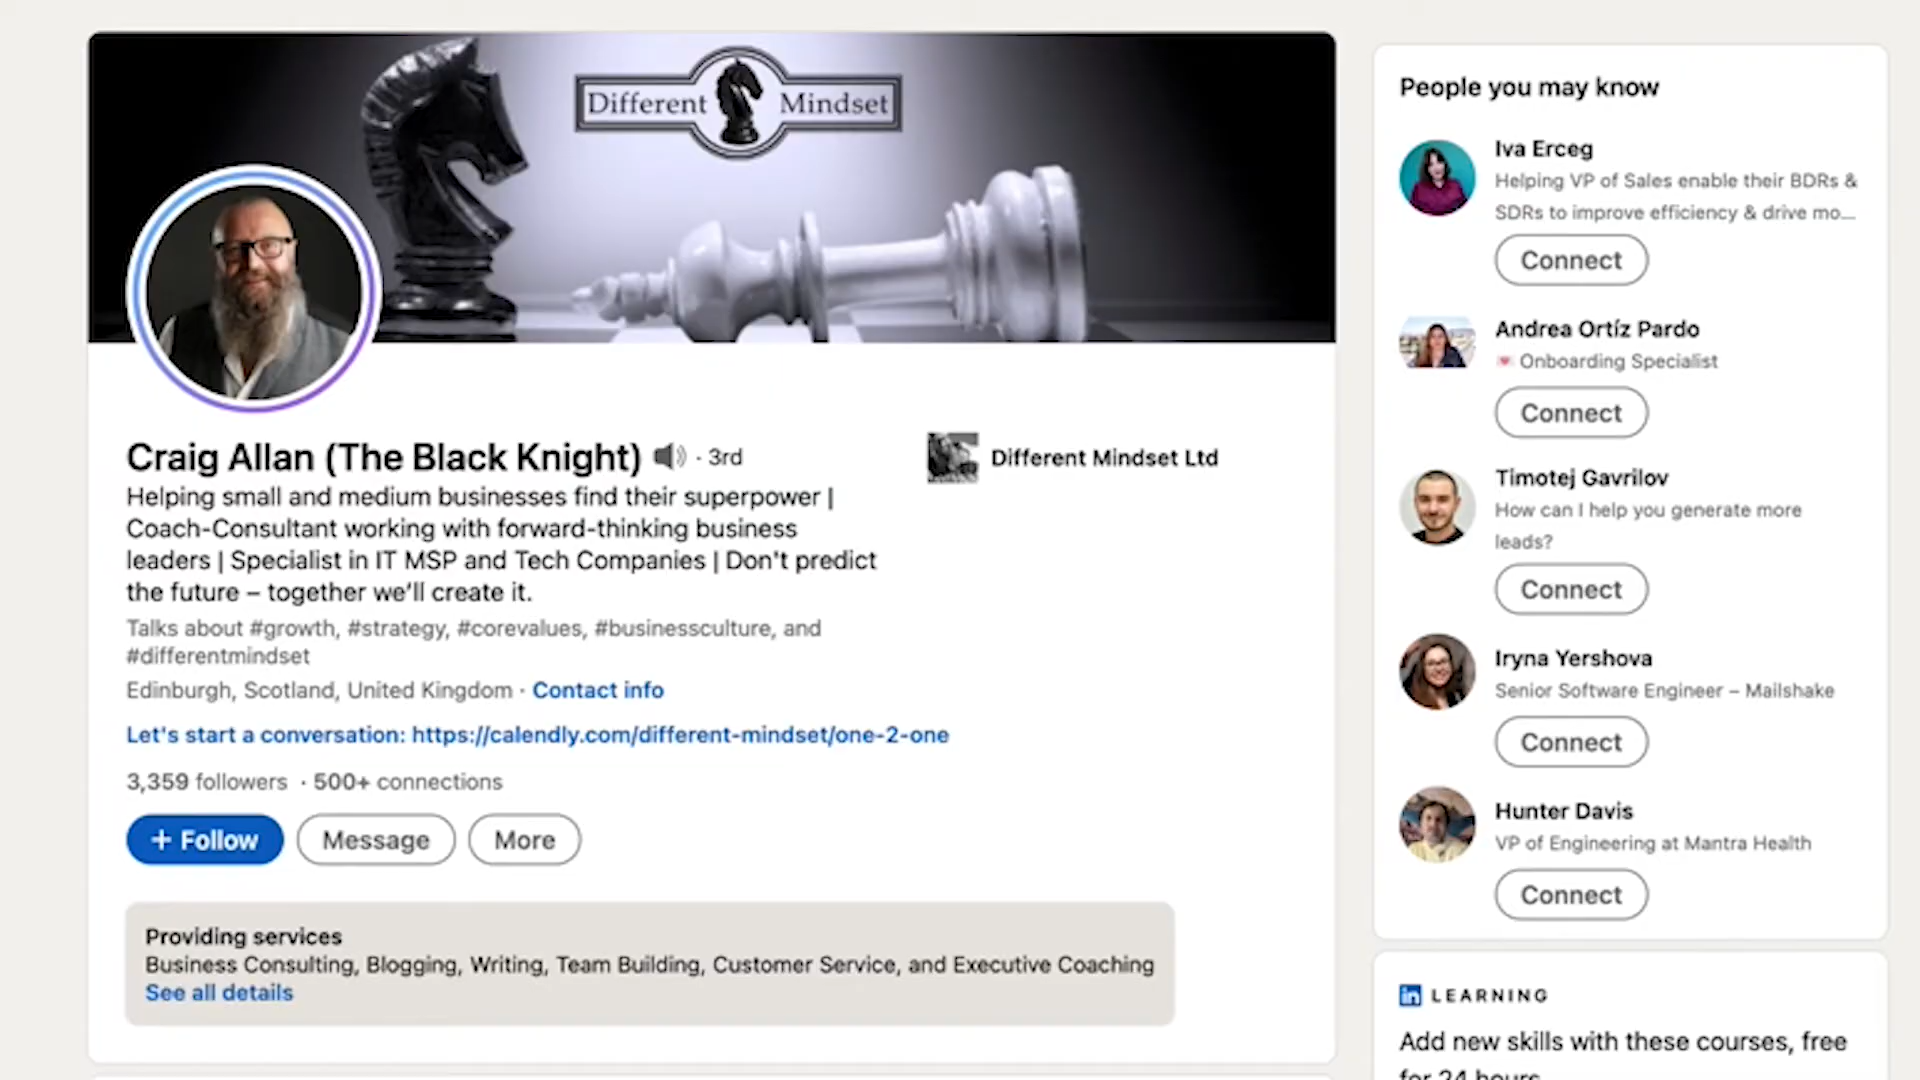 Different Mindset
Craig Allan (The Black Knight) · 3rd
Different Mindset Ltd
Helping small and medium businesses find their superpower |
Coach-Consultant working with forward-thinking business
leaders | Specialist in IT MSP and Tech Companies | Don't predict
the future – together we’ll create it.
Talks about #growth, #strategy, #corevalues, #businessculture, and
#differentmindset
Edinburgh, Scotland, United Kingdom · Contact info
Let's start a conversation: https://calendly.com/different-mindset/one-2-one
3,359 followers · 500+ connections
+ Follow
Message
More
Providing services
Business Consulting, Blogging, Writing, Team Building, Customer Service, and Executive Coaching
See all details
People you may know
Iva Erceg
Helping VP of Sales enable their BDRs &
SDRs to improve efficiency & drive mo...
Connect
Andrea Ortíz Pardo
💌 Onboarding Specialist
Connect
Timotej Gavrilov
How can I help you generate more
leads?
Connect
Iryna Yershova
Senior Software Engineer – Mailshake
Connect
Hunter Davis
VP of Engineering at Mantra Health
Connect
in LEARNING
Add new skills with these courses, free
for 24 hours